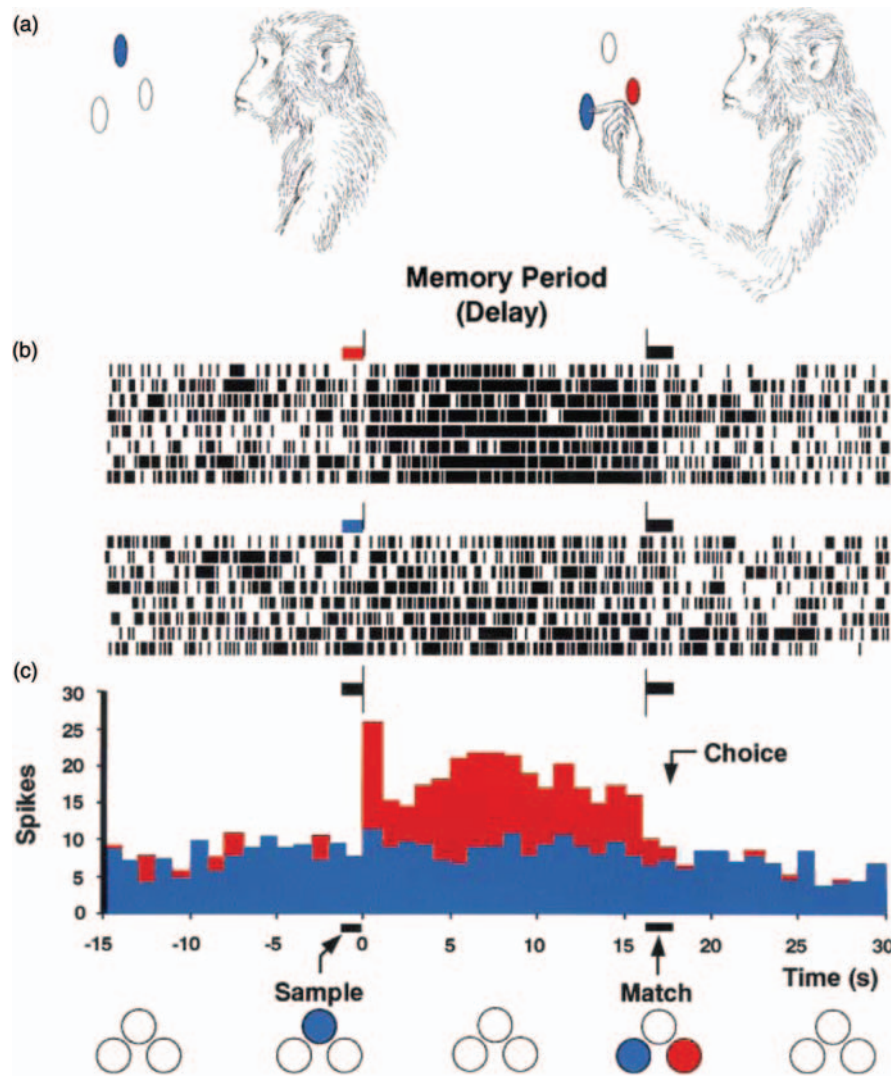 (a)
Memory Period
(Delay)
(b)
(c)
30
25
20
15
10
5
0
Spikes
Choice
-15 -10 -5 0 5 10 15 20 25 30
Time (s)
Sample
Match